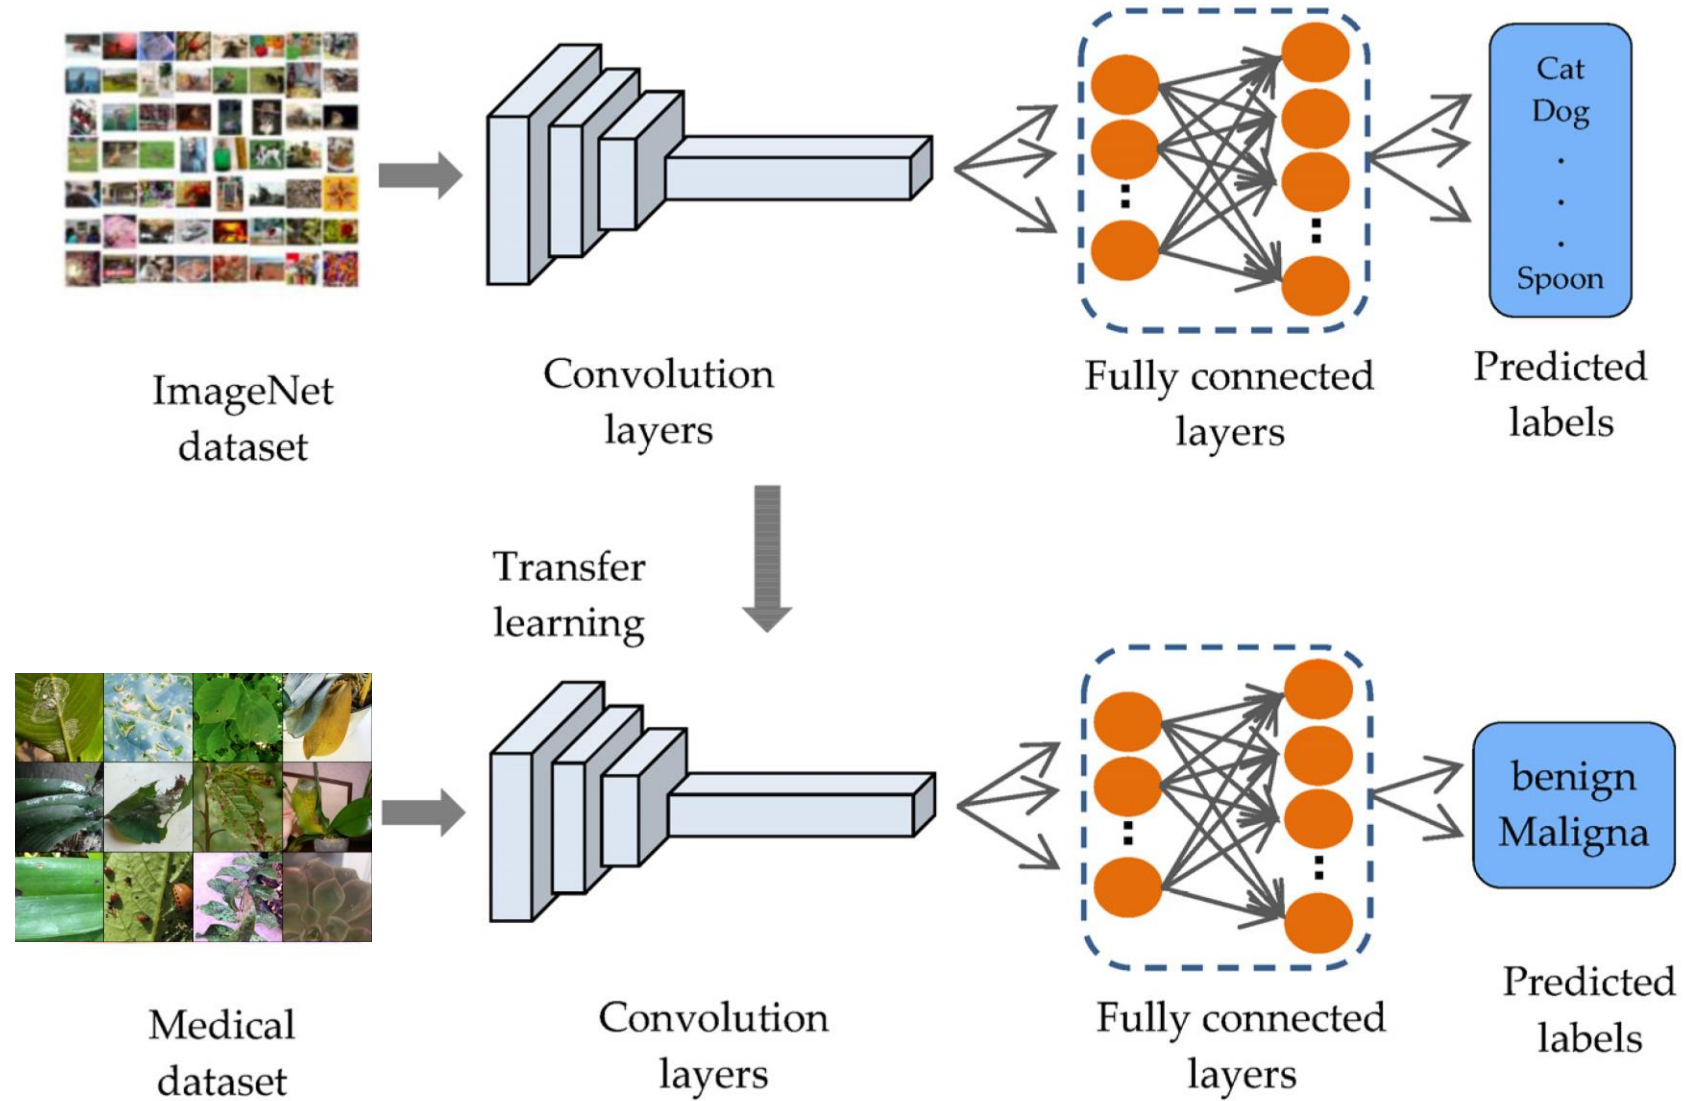 Cat
Dog
.
.
.
Spoon
ImageNet
dataset
Convolution
layers
Fully connected
layers
Predicted
labels
Transfer
learning
benign
Maligna
Medical
dataset
Convolution
layers
Fully connected
layers
Predicted
labels